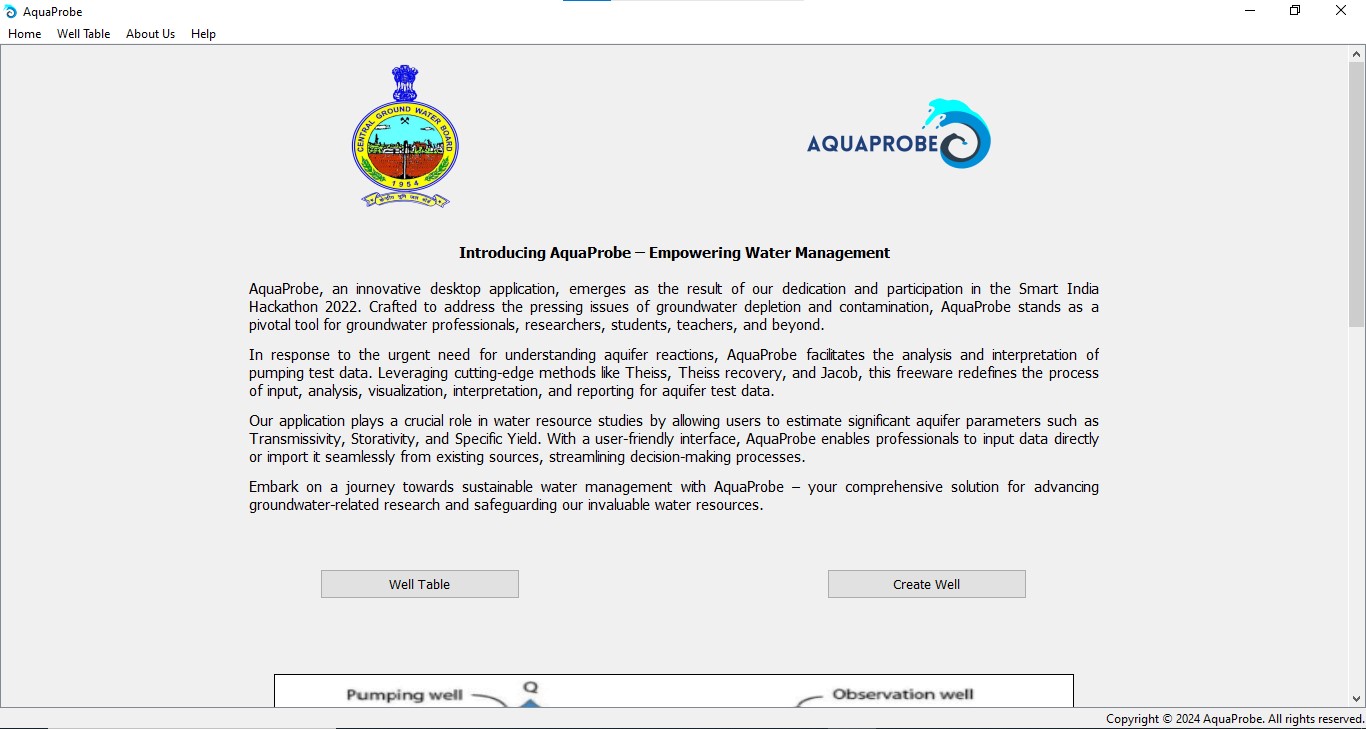 AquaProbe
Home Well Table About Us Help
CENTRAL GROUND WATER BOARD
1954
केन्द्रीय भूमि जल बोर्ड
AQUAPROBE
Introducing AquaProbe – Empowering Water Management
AquaProbe, an innovative desktop application, emerges as the result of our dedication and participation in the Smart India
Hackathon 2022. Crafted to address the pressing issues of groundwater depletion and contamination, AquaProbe stands as a
pivotal tool for groundwater professionals, researchers, students, teachers, and beyond.
In response to the urgent need for understanding aquifer reactions, AquaProbe facilitates the analysis and interpretation of
pumping test data. Leveraging cutting-edge methods like Theiss, Theiss recovery, and Jacob, this freeware redefines the process
of input, analysis, visualization, interpretation, and reporting for aquifer test data.
Our application plays a crucial role in water resource studies by allowing users to estimate significant aquifer parameters such as
Transmissivity, Storativity, and Specific Yield. With a user-friendly interface, AquaProbe enables professionals to input data directly
or import it seamlessly from existing sources, streamlining decision-making processes.
Embark on a journey towards sustainable water management with AquaProbe – your comprehensive solution for advancing
groundwater-related research and safeguarding our invaluable water resources.
Well Table Create Well
Pumping well Q Observation well
Copyright © 2024 AquaProbe. All rights reserved.